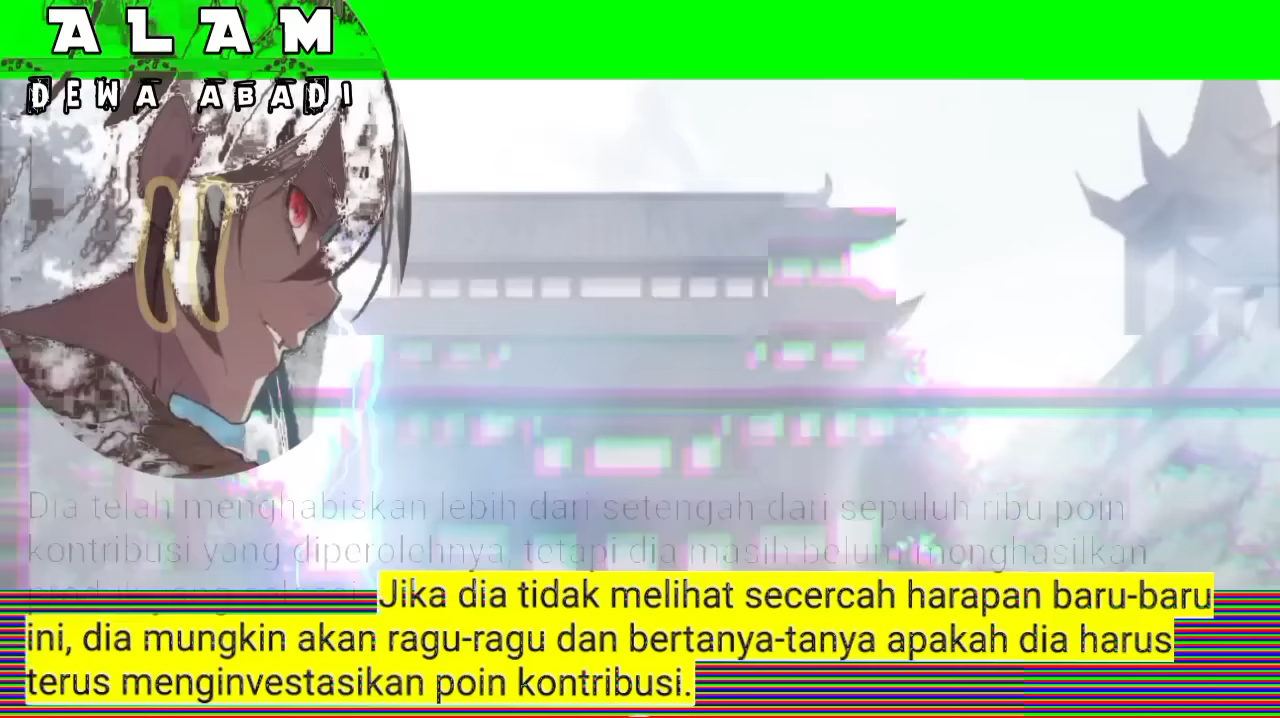 ALAM
DEWA ABADI
Dia telah menghabiskan lebih dari setengah dari sepuluh ribu poin
kontribusi yang diperolehnya, tetapi dia masih belum menghasilkan
Jika dia tidak melihat secercah harapan baru-baru
ini, dia mungkin akan ragu-ragu dan bertanya-tanya apakah dia harus
terus menginvestasikan poin kontribusi.